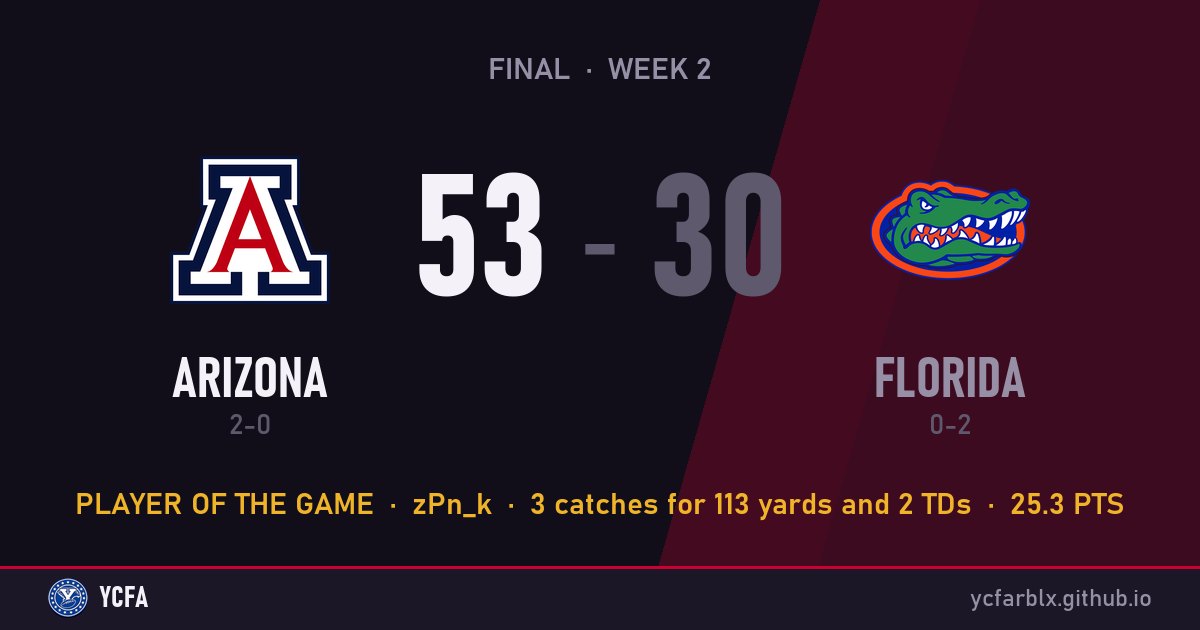 FINAL · WEEK 2
A
53 - 30
ARIZONA
FLORIDA
2-0
0-2
PLAYER OF THE GAME · zPn_k · 3 catches for 113 yards and 2 TDs · 25.3 PTS
YCFA
ycfarblx.github.io